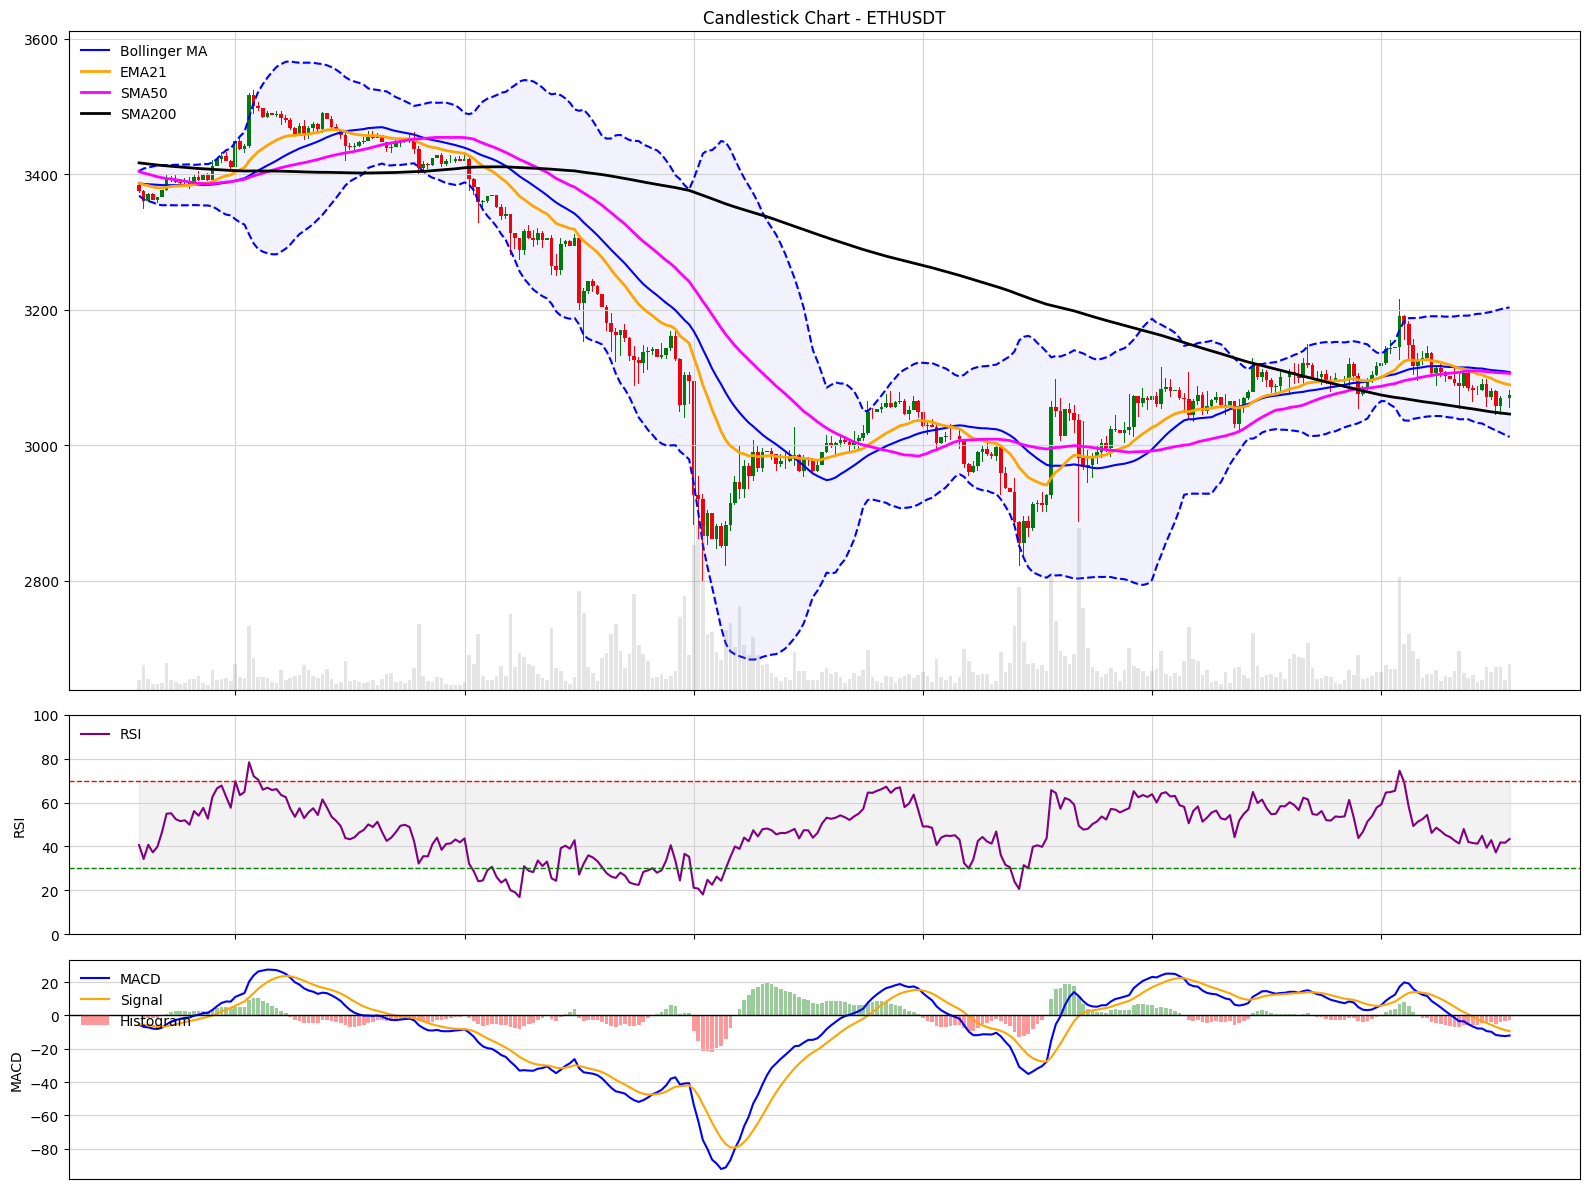 Candlestick Chart - ETHUSDT
Bollinger MA
EMA21
SMA50
SMA200
3600
3400
3200
3000
2800
RSI
RSI
100
80
60
40
20
0
MACD
Signal
Histogram
MACD
20
0
−20
−40
−60
−80